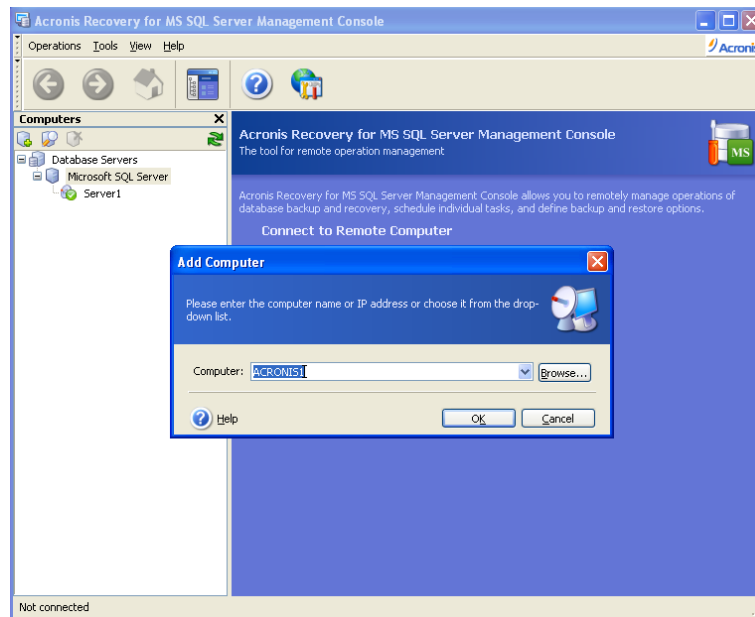 Acronis Recovery for MS SQL Server Management Console
Operations Tools View Help
Acronis
Computers
Database Servers
Microsoft SQL Server
Server1
Acronis Recovery for MS SQL Server Management Console
The tool for remote operation management
MS
Acronis Recovery for MS SQL Server Management Console allows you to remotely manage operations of
database backup and recovery, schedule individual tasks, and define backup and restore options.
Connect to Remote Computer
Add Computer
Please enter the computer name or IP address or choose it from the drop-
down list.
Computer: ACRONIS1 Browse...
Help OK Cancel
Not connected